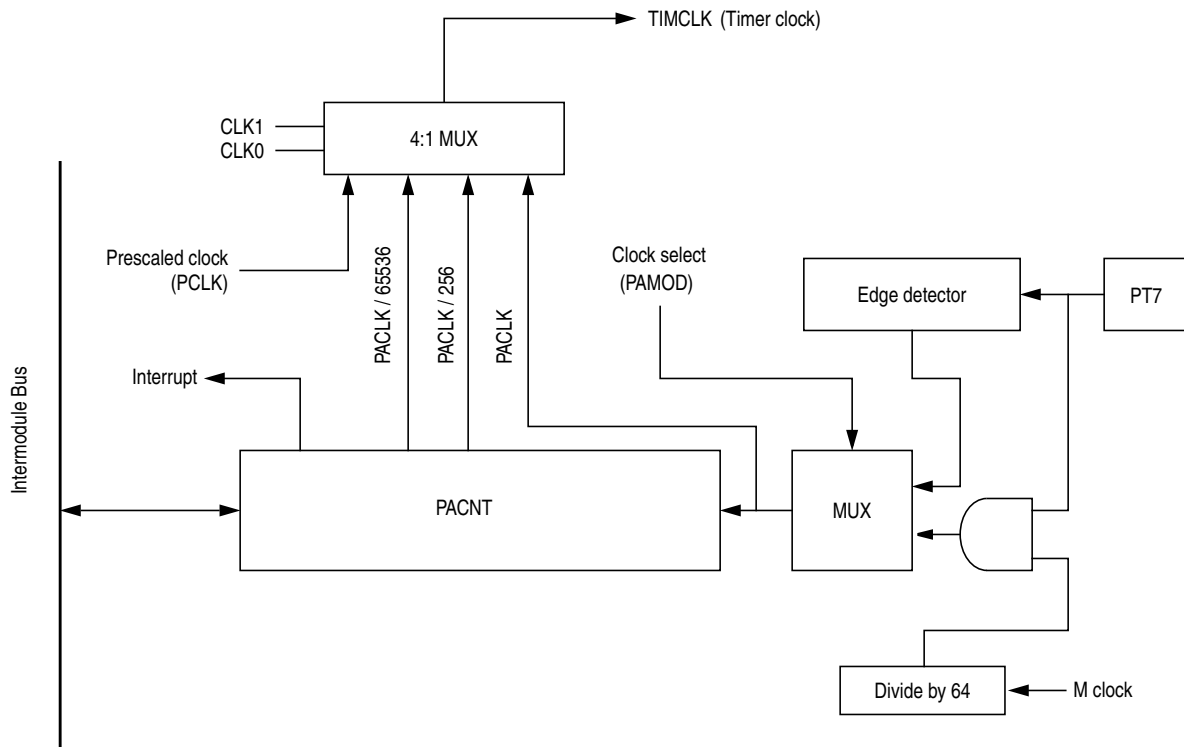 TIMCLK (Timer clock)
CLK1
CLK0
4:1 MUX
Prescaled clock
(PCLK)
PACLK / 65536
PACLK / 256
PACLK
Clock select
(PAMOD)
Edge detector
PT7
Interrupt
Intermodule Bus
PACNT
MUX
Divide by 64
M clock